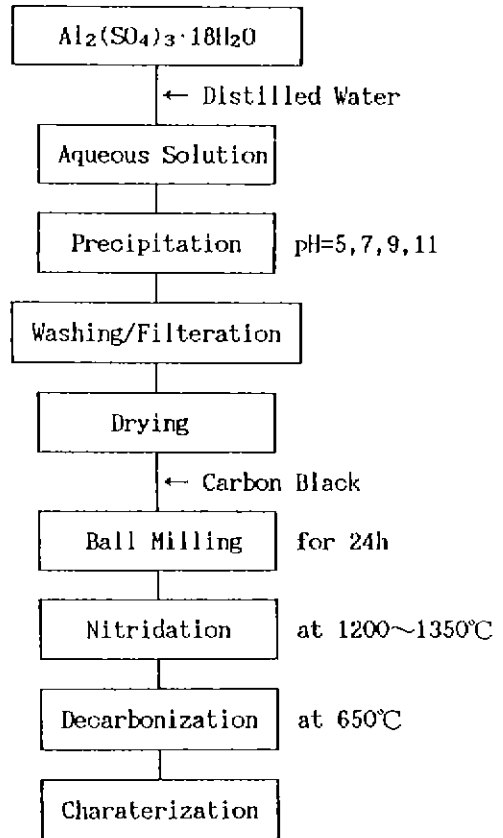 Al₂(SO₄)₃·18H₂O
← Distilled Water
Aqueous Solution
Precipitation pH=5,7,9,11
Washing/Filteration
Drying
← Carbon Black
Ball Milling for 24h
Nitridation at 1200~1350℃
Decarbonization at 650℃
Charaterization